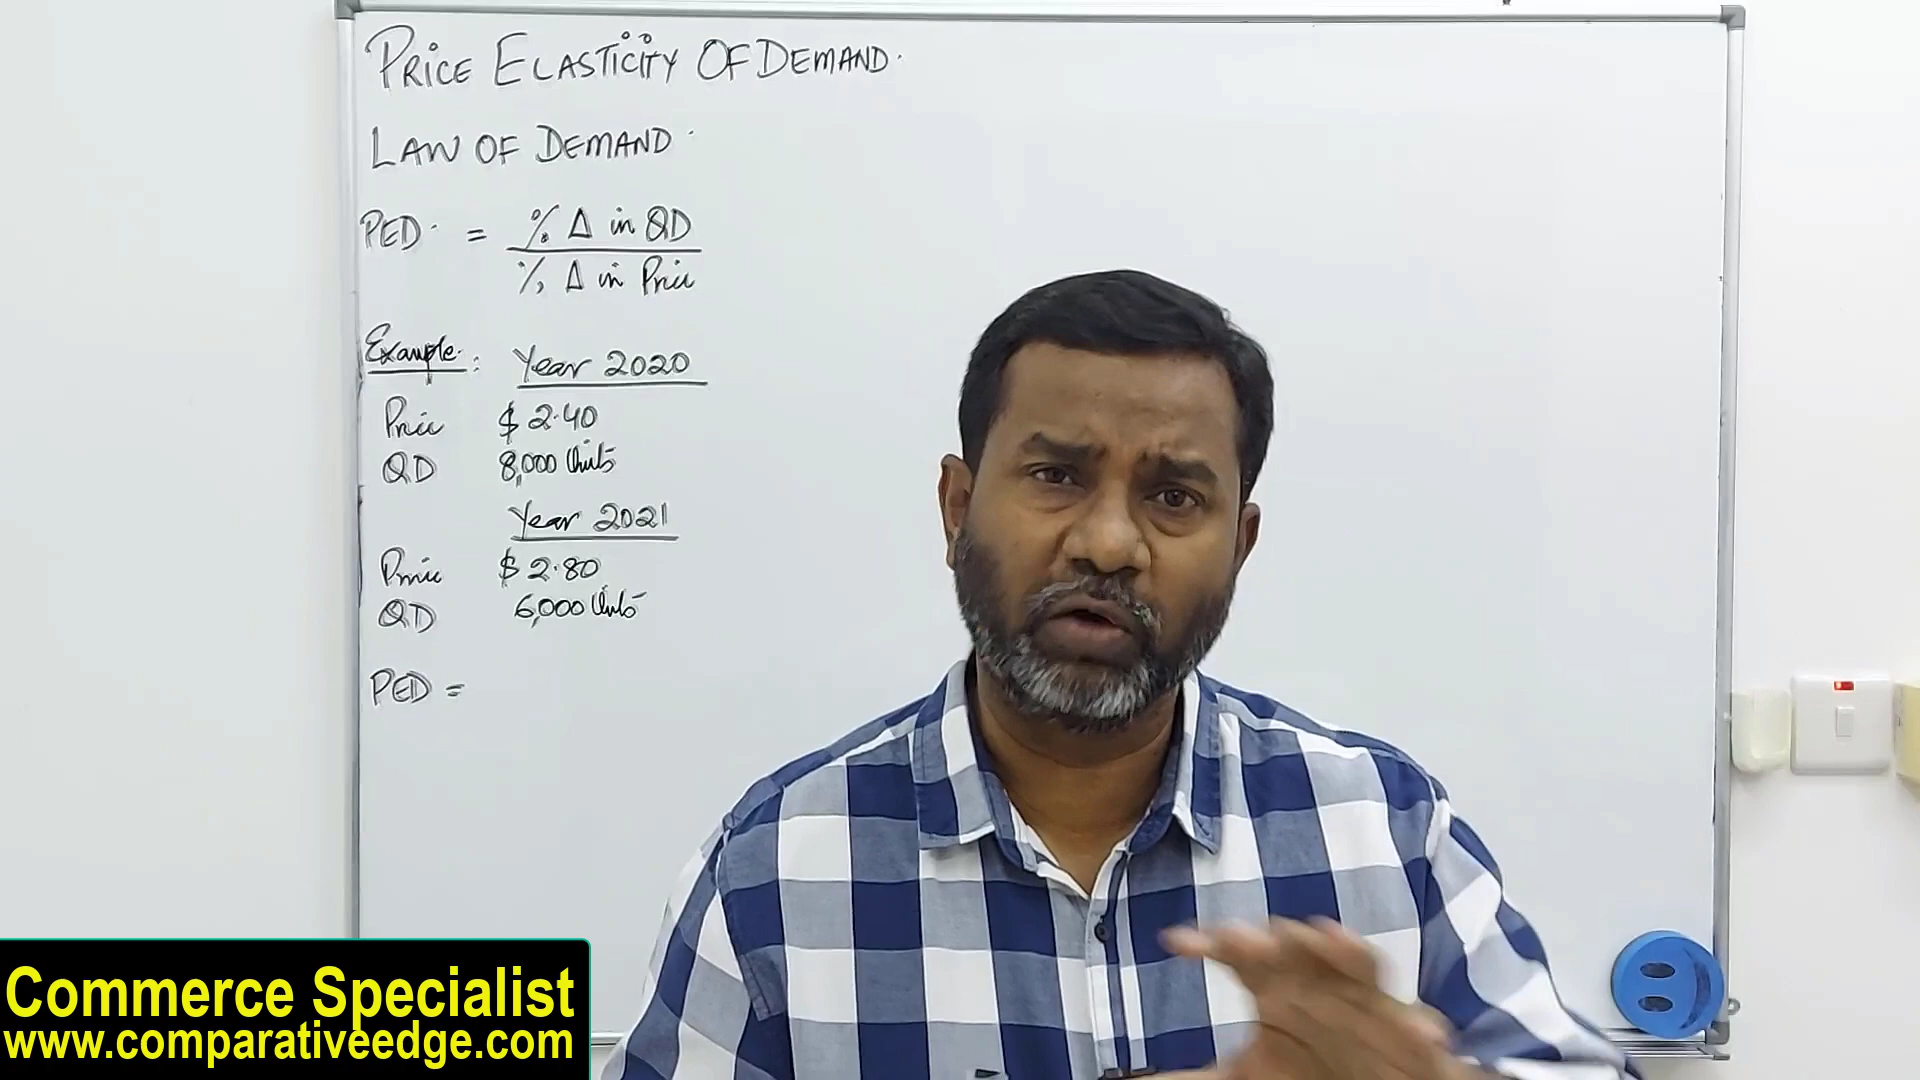 PRICE ELASTICITY OF DEMAND.
LAW OF DEMAND.
PED. = % Δ in QD
% Δ in Price
Example: Year 2020
Price $ 2.40
QD 8,000 Units
Year 2021
Price $ 2.80
QD 6,000 Units
PED =
Commerce Specialist
www.comparativeedge.com